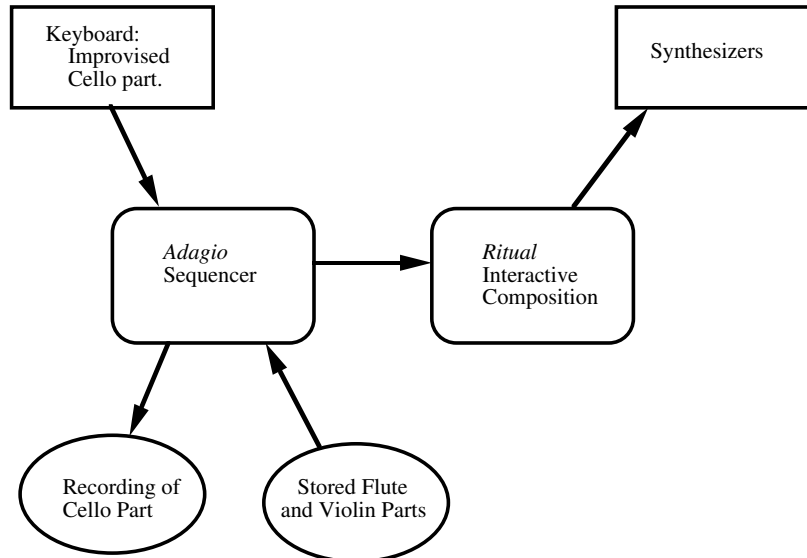 Keyboard:
Improvised
Cello part.
Synthesizers
Adagio
Sequencer
Ritual
Interactive
Composition
Recording of
Cello Part
Stored Flute
and Violin Parts